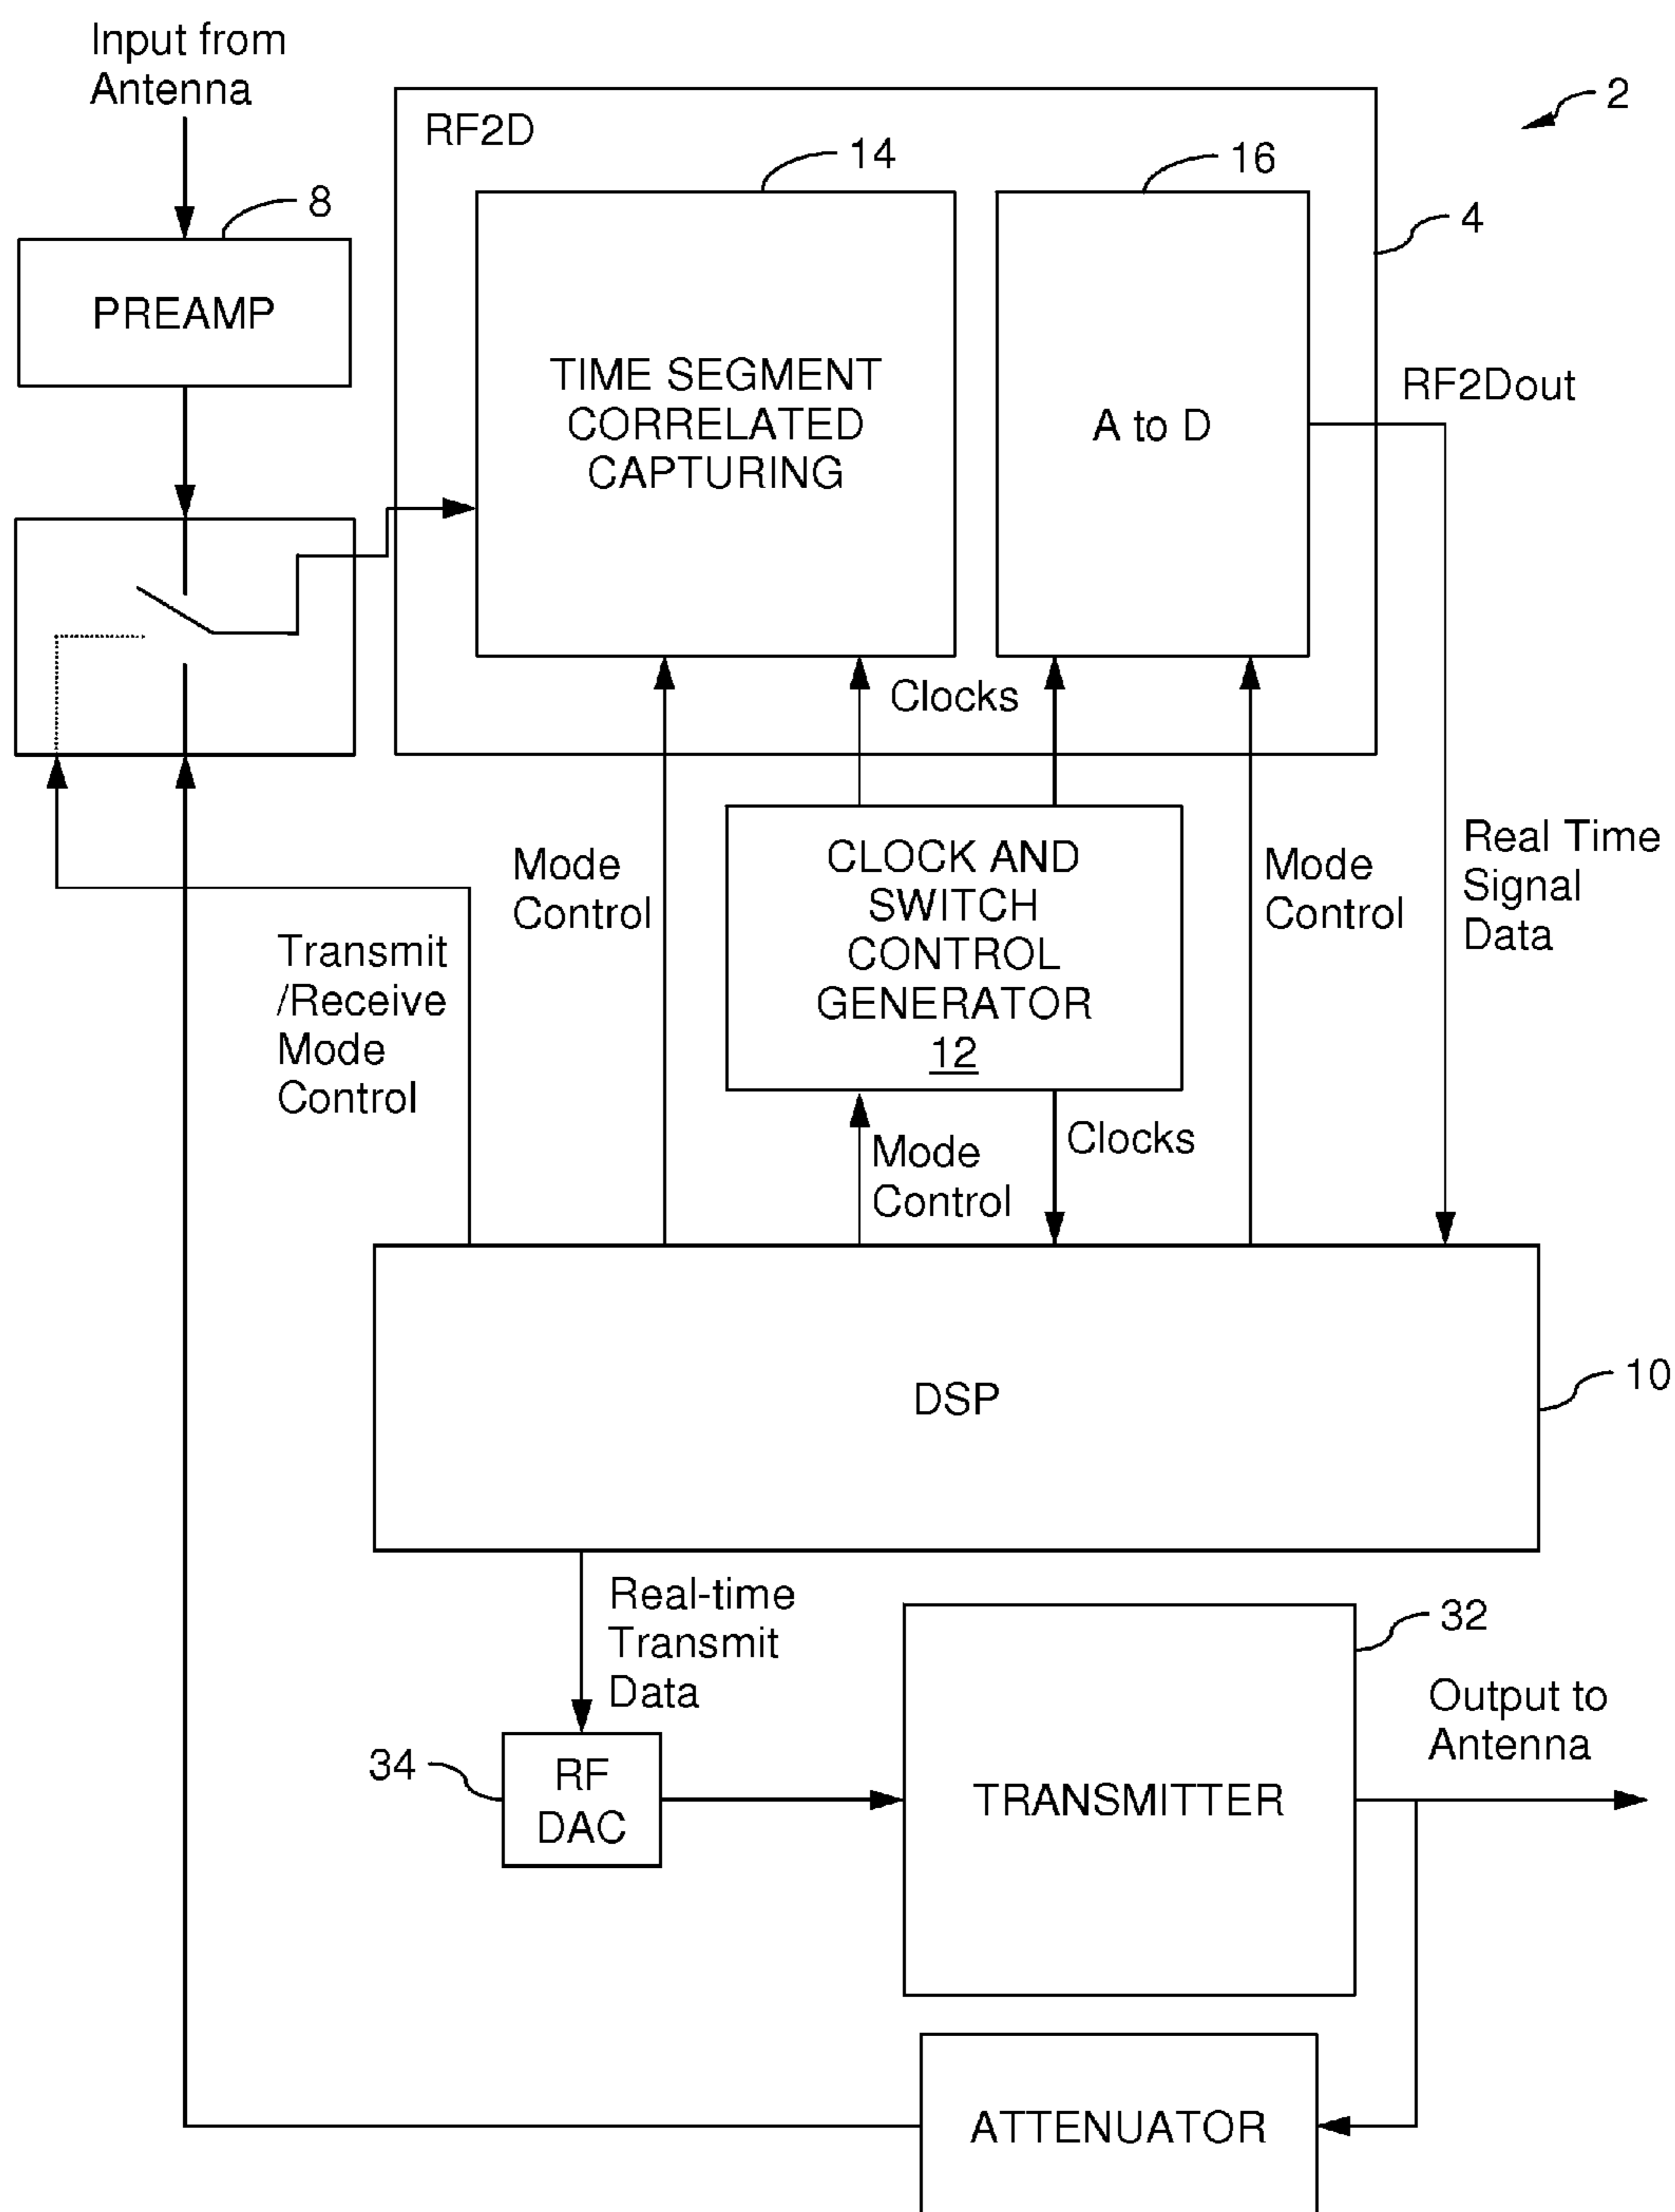 Input from
Antenna
2
RF2D
14
16
8
4
PREAMP
TIME SEGMENT
CORRELATED
CAPTURING
A to D
RF2Dout
Clocks
Mode
Control
CLOCK AND
SWITCH
CONTROL
GENERATOR
12
Mode
Control
Real Time
Signal
Data
Transmit
/Receive
Mode
Control
Mode
Control
Clocks
DSP
10
Real-time
Transmit
Data
32
Output to
Antenna
34
RF
DAC
TRANSMITTER
ATTENUATOR